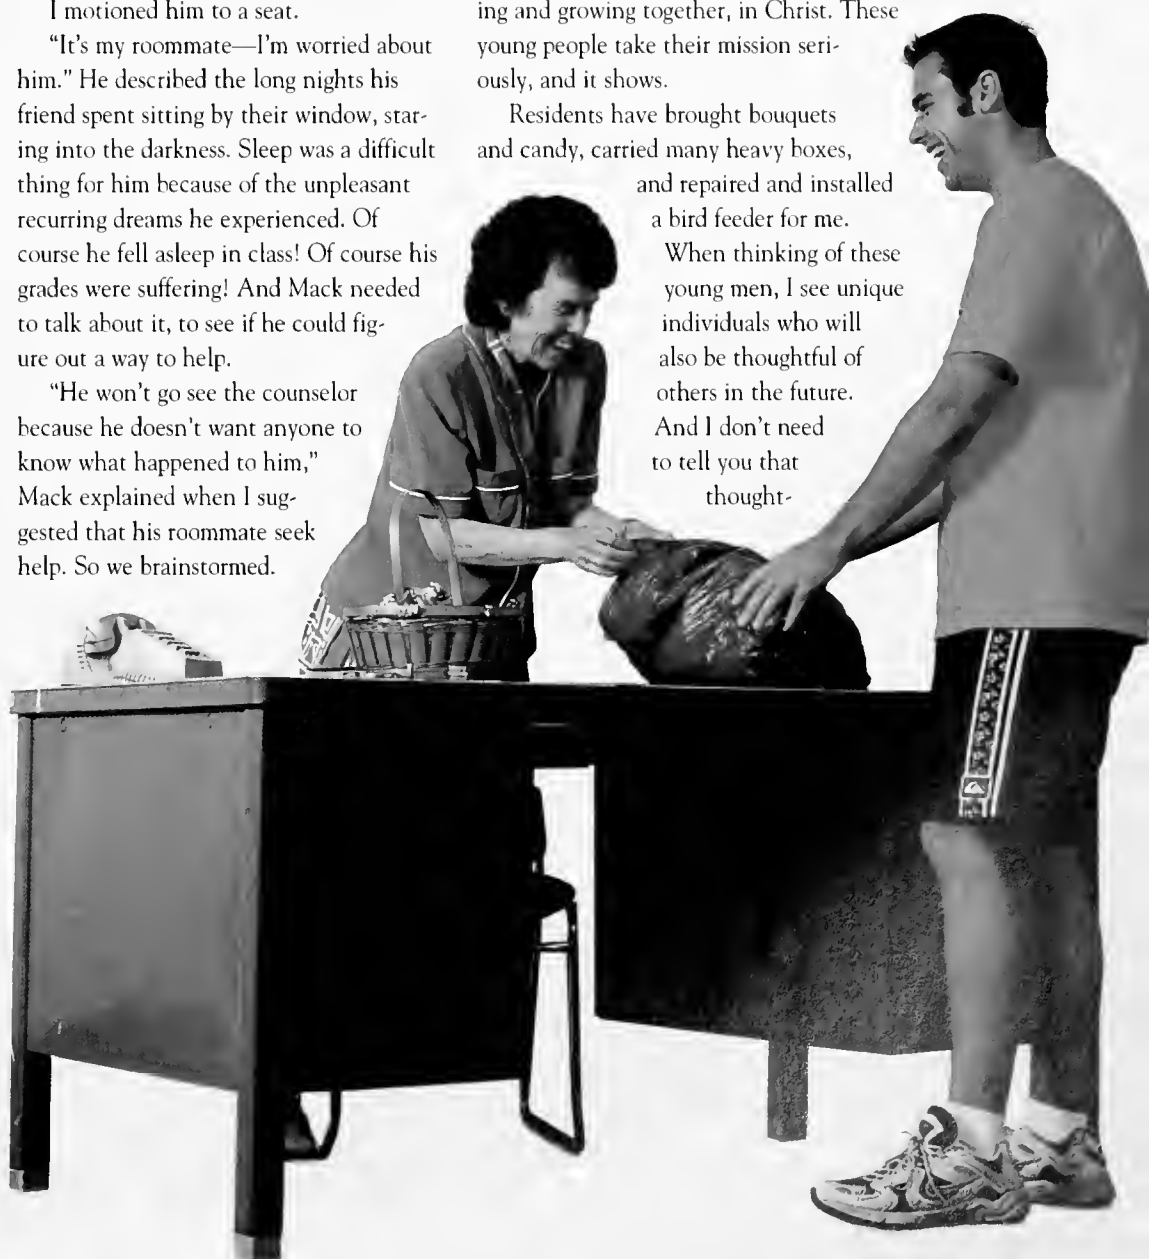 I motioned him to a seat.
“It’s my roommate—I’m worried about
him.” He described the long nights his
friend spent sitting by their window, star-
ing into the darkness. Sleep was a difficult
thing for him because of the unpleasant
recurring dreams he experienced. Of
course he fell asleep in class! Of course his
grades were suffering! And Mack needed
to talk about it, to see if he could fig-
ure out a way to help.
“He won’t go see the counselor
because he doesn’t want anyone to
know what happened to him,”
Mack explained when I sug-
gested that his roommate seek
help. So we brainstormed.
ing and growing together, in Christ. These
young people take their mission seri-
ously, and it shows.
Residents have brought bouquets
and candy, carried many heavy boxes,
and repaired and installed
a bird feeder for me.
When thinking of these
young men, I see unique
individuals who will
also be thoughtful of
others in the future.
And I don’t need
to tell you that
thought-